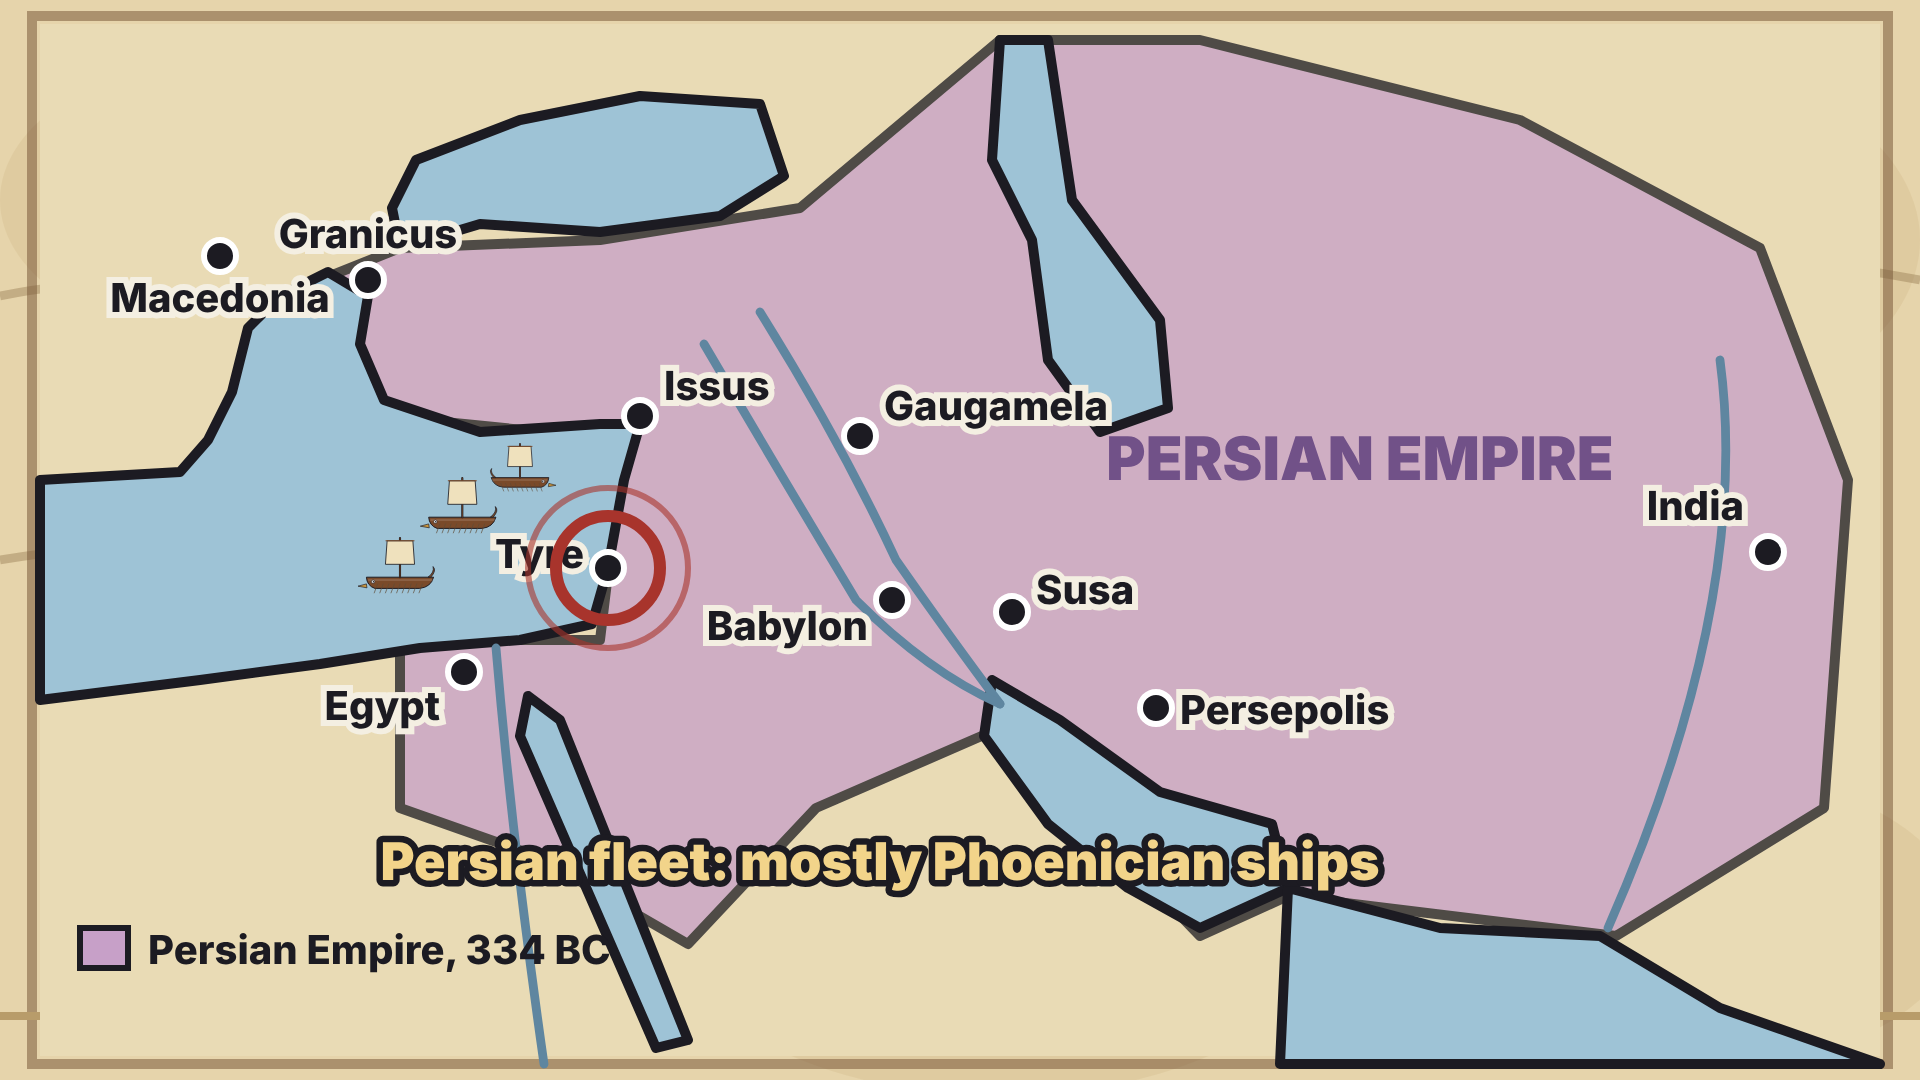 Granicus
Macedonia
Issus
Gaugamela
PERSIAN EMPIRE
India
Tyre
Susa
Babylon
Egypt
Persepolis
Persian fleet: mostly Phoenician ships
Persian Empire, 334 BC